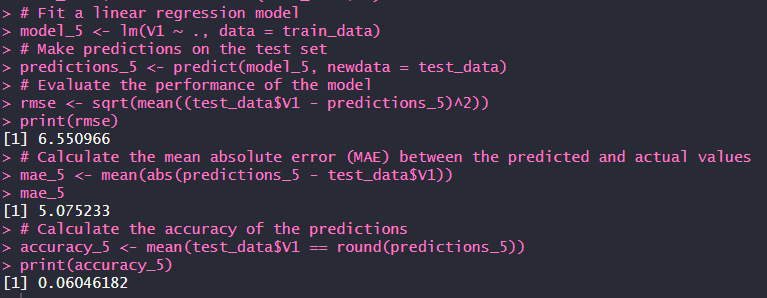 > # Fit a linear regression model
> model_5 <- lm(V1 ~ ., data = train_data)
> # Make predictions on the test set
> predictions_5 <- predict(model_5, newdata = test_data)
> # Evaluate the performance of the model
> rmse <- sqrt(mean((test_data$V1 - predictions_5)^2))
> print(rmse)
[1] 6.550966
> # Calculate the mean absolute error (MAE) between the predicted and actual values
> mae_5 <- mean(abs(predictions_5 - test_data$V1))
> mae_5
[1] 5.075233
> # Calculate the accuracy of the predictions
> accuracy_5 <- mean(test_data$V1 == round(predictions_5))
> print(accuracy_5)
[1] 0.06046182